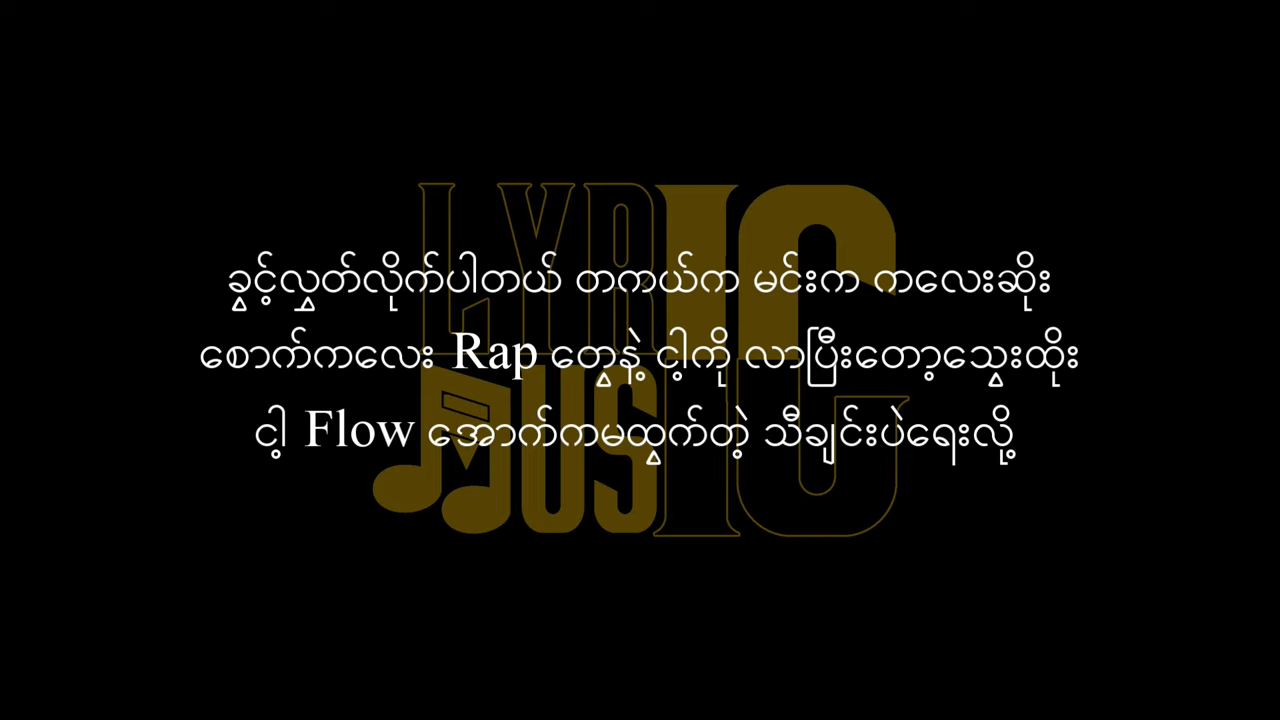 ခွင့်လွှတ်လိုက်ပါတယ် တကယ်က မင်းက ကလေးဆိုး
စောက်ကလေး Rap တွေနဲ့ ငါ့ကို လာပြီးတော့သွေးထိုး
ငါ့ Flow အောက်ကမထွက်တဲ့ သီချင်းပဲရေးလို့
LYRIC
MUSIC